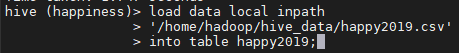 hive (happiness)> load data local inpath
> '/home/hadoop/hive_data/happy2019.csv'
> into table happy2019;